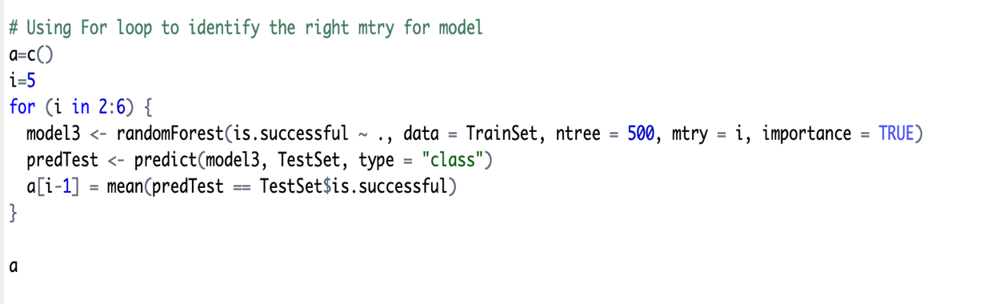 # Using For loop to identify the right mtry for model
a=c()
i=5
for (i in 2:6) {
  model3 <- randomForest(is.successful ~ ., data = TrainSet, ntree = 500, mtry = i, importance = TRUE)
  predTest <- predict(model3, TestSet, type = "class")
  a[i-1] = mean(predTest == TestSet$is.successful)
}
a